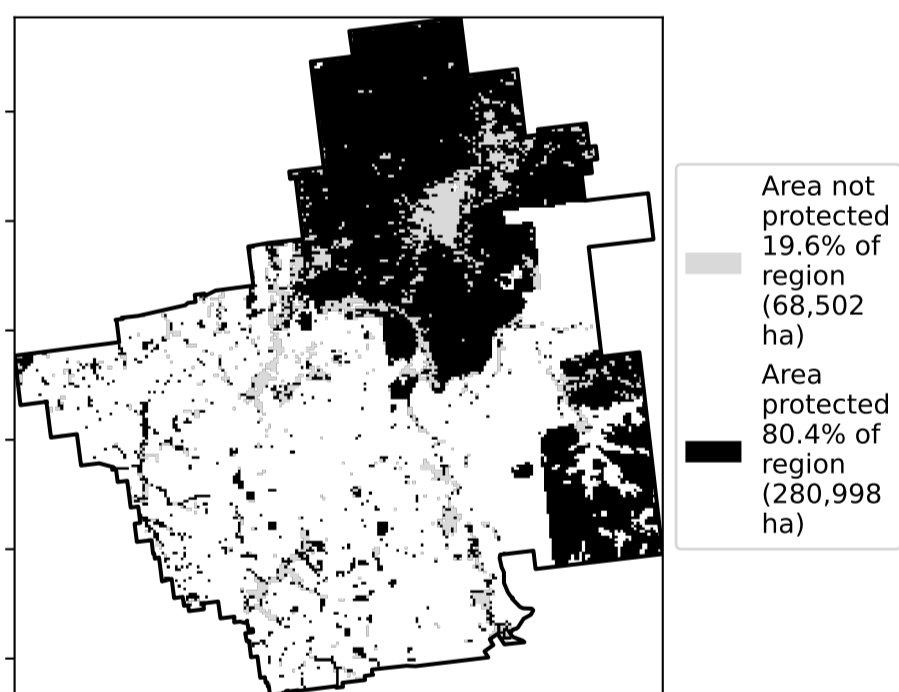 Area not
protected
19.6% of
region
(68,502
ha)
Area
protected
80.4% of
region
(280,998
ha)